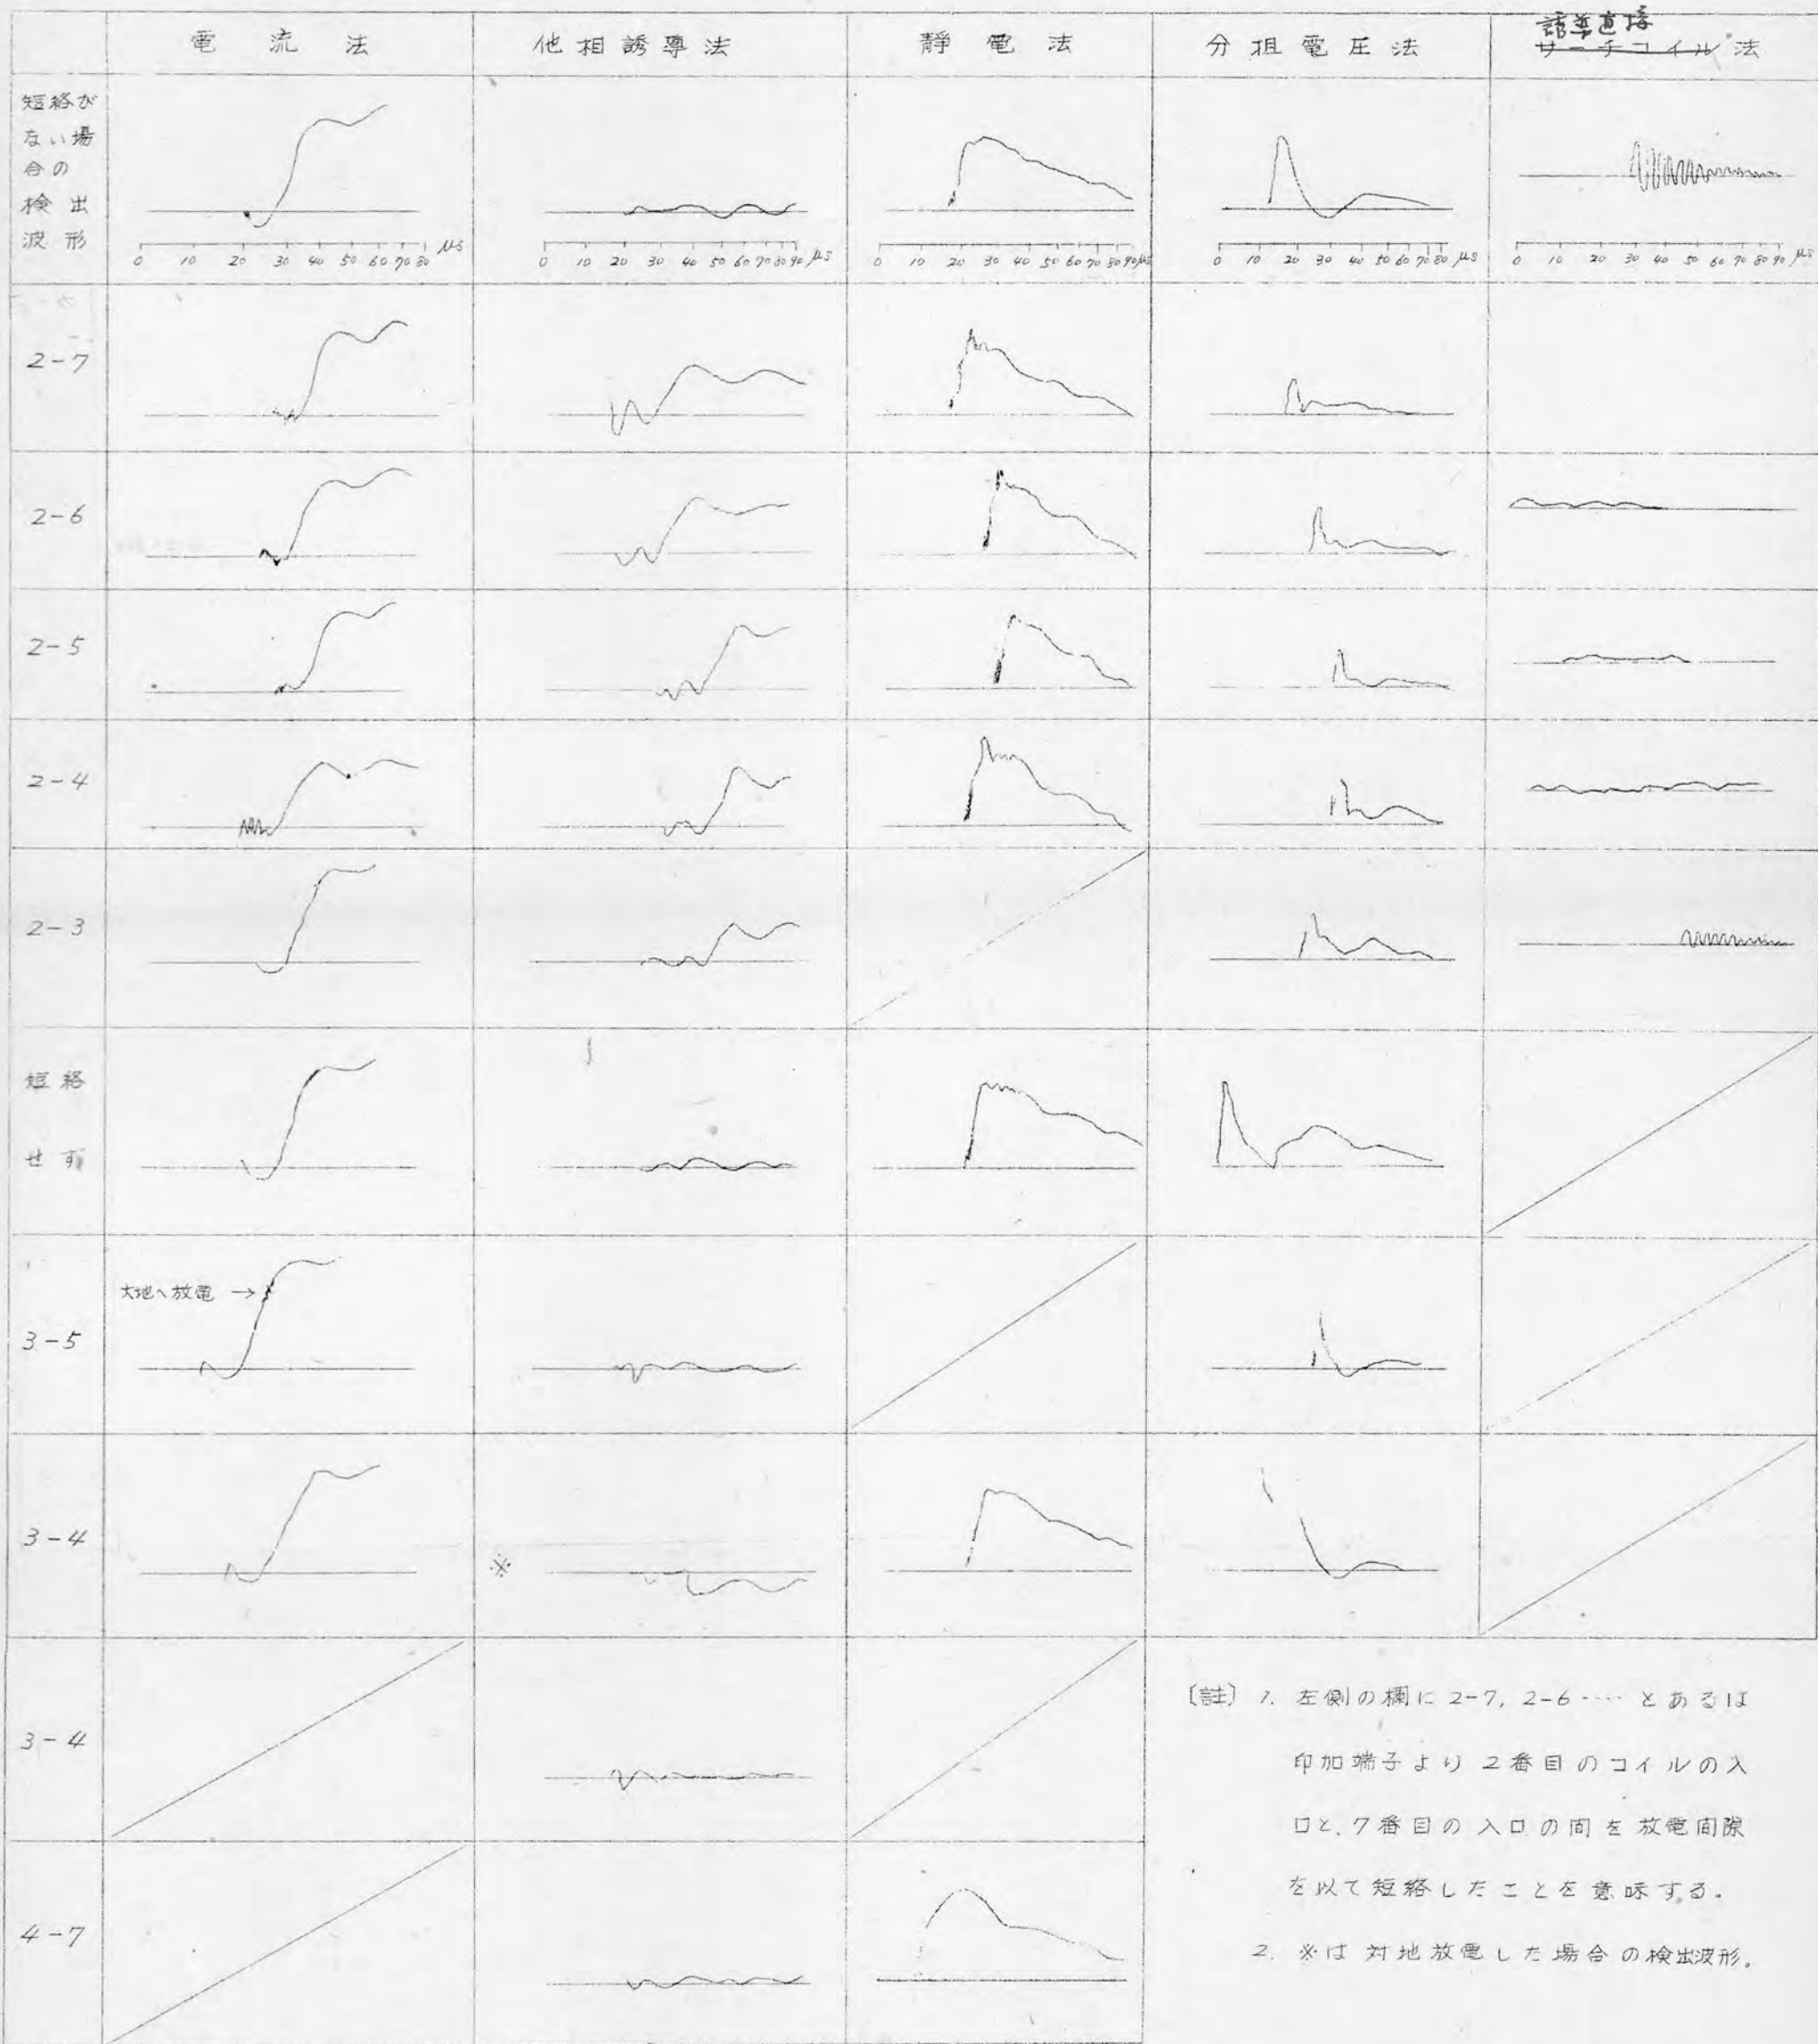 電流法 他相誘導法 静電法 分担電圧法 誘導直接 サーチコイル法
短絡が
ない場
合の
検出
波形
0 10 20 30 40 50 60 70 80 μs
0 10 20 30 40 50 60 70 80 90 μs
0 10 20 30 40 50 60 70 80 90 μs
0 10 20 30 40 50 60 70 80 μs
0 10 20 30 40 50 60 70 80 90 μs
2-7
2-6
2-5
2-4
2-3
短絡
せず
大地へ放電 →
3-5
3-4
※
3-4
4-7
〔註〕 1. 左側の欄に 2-7, 2-6 ‥‥ とあるは
印加端子より 2番目のコイルの入
口と、7番目の入口の間を放電間隙
を以て短絡したことを意味する。
2. ※は対地放電した場合の検出波形。